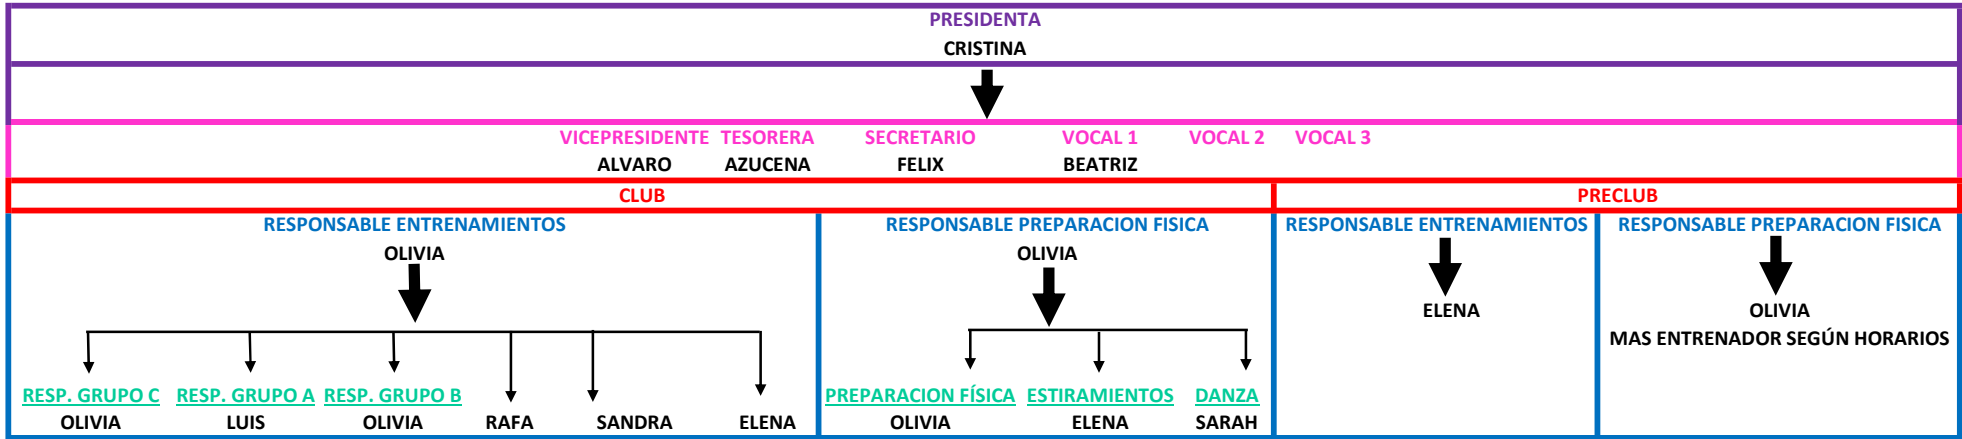 PRESIDENTA
CRISTINA
VICEPRESIDENTE TESORERA SECRETARIO VOCAL 1 VOCAL 2 VOCAL 3
ALVARO AZUCENA FELIX BEATRIZ
CLUB PRECLUB
RESPONSABLE ENTRENAMIENTOS RESPONSABLE PREPARACION FISICA RESPONSABLE ENTRENAMIENTOS RESPONSABLE PREPARACION FISICA
OLIVIA OLIVIA
ELENA OLIVIA
MAS ENTRENADOR SEGÚN HORARIOS
RESP. GRUPO C RESP. GRUPO A RESP. GRUPO B PREPARACION FÍSICA ESTIRAMIENTOS DANZA
OLIVIA LUIS OLIVIA RAFA SANDRA ELENA OLIVIA ELENA SARAH